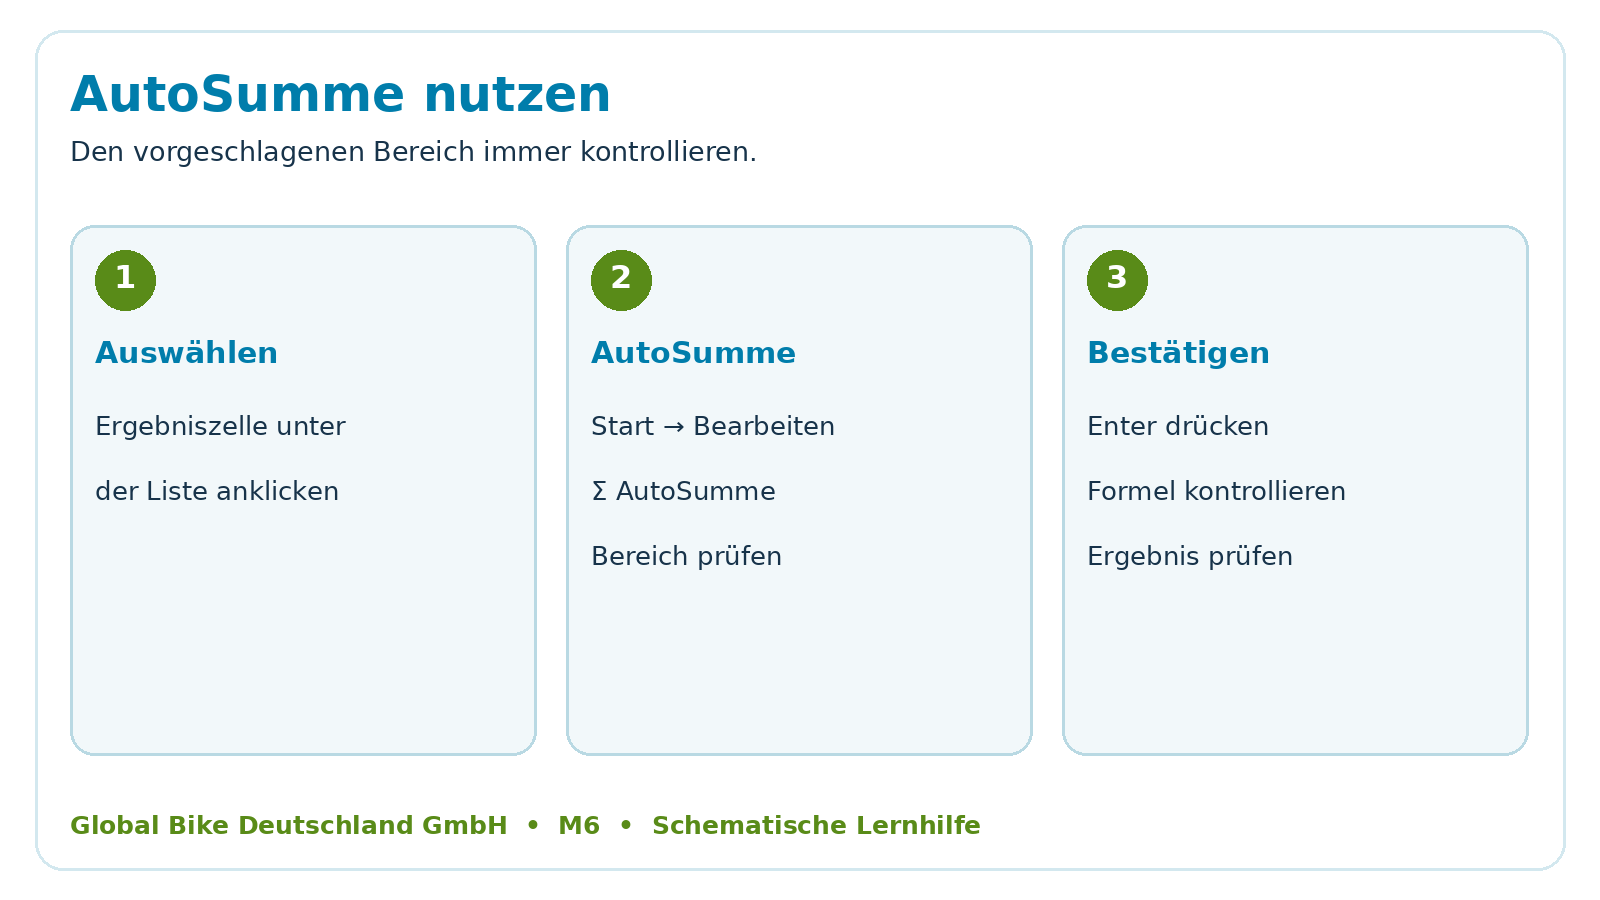 AutoSumme nutzen
Den vorgeschlagenen Bereich immer kontrollieren.
1
Auswählen
Ergebniszelle unter
der Liste anklicken
2
AutoSumme
Start → Bearbeiten
Σ AutoSumme
Bereich prüfen
3
Bestätigen
Enter drücken
Formel kontrollieren
Ergebnis prüfen
Global Bike Deutschland GmbH • M6 • Schematische Lernhilfe